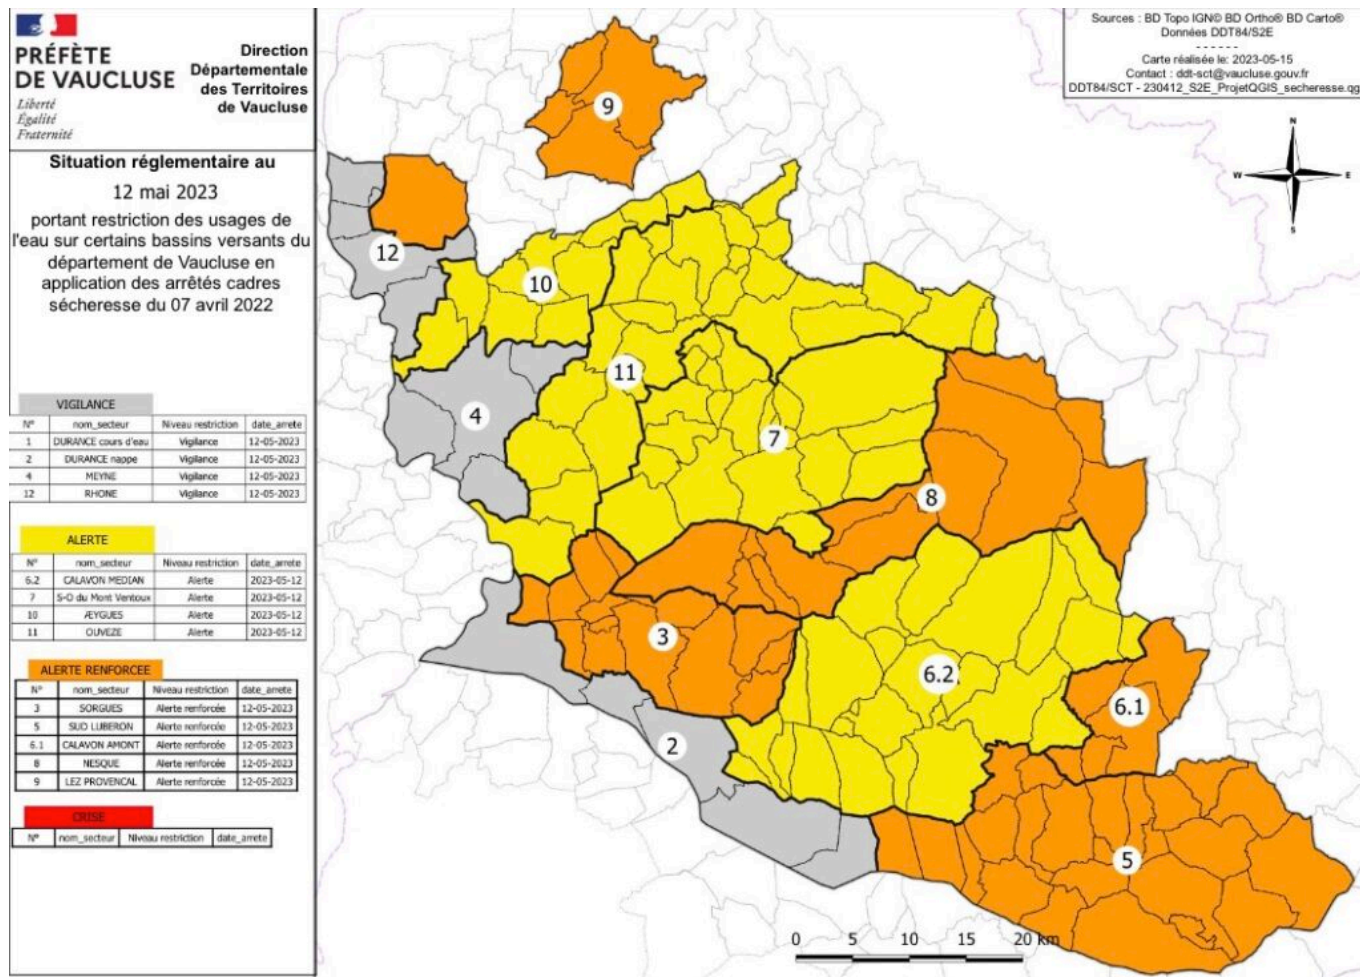 PRÉFÈTE
DE VAUCLUSE
Liberté
Égalité
Fraternité
Direction
Départementale
des Territoires
de Vaucluse
Situation réglementaire au
12 mai 2023
portant restriction des usages de
l'eau sur certains bassins versants du
département de Vaucluse en
application des arrêtés cadres
sécheresse du 07 avril 2022
VIGILANCE
N° nom_secteur Niveau restriction date_arrete
1 DURANCE cours d'eau Vigilance 12-05-2023
2 DURANCE nappe Vigilance 12-05-2023
4 MEYNE Vigilance 12-05-2023
12 RHONE Vigilance 12-05-2023
ALERTE
N° nom_secteur Niveau restriction date_arrete
6.2 CALAVON MEDIAN Alerte 2023-05-12
7 S-O du Mont Ventoux Alerte 2023-05-12
10 ÆYGUES Alerte 2023-05-12
11 OUVEZE Alerte 2023-05-12
ALERTE RENFORCEE
N° nom_secteur Niveau restriction date_arrete
3 SORGUES Alerte renforcée 12-05-2023
5 SUD LUBERON Alerte renforcée 12-05-2023
6.1 CALAVON AMONT Alerte renforcée 12-05-2023
8 NESQUE Alerte renforcée 12-05-2023
9 LEZ PROVENCAL Alerte renforcée 12-05-2023
CRISE
N° nom_secteur Niveau restriction date_arrete
Sources : BD Topo IGN© BD Ortho® BD Carto®
Données DDT84/S2E
------
Carte réalisée le: 2023-05-15
Contact : ddt-sct@vaucluse.gouv.fr
DDT84/SCT - 230412_S2E_ProjetQGIS_secheresse.qg
N
W E
S
9
12
10
11
4
7
8
3
6.2
6.1
2
5
0 5 10 15 20 km